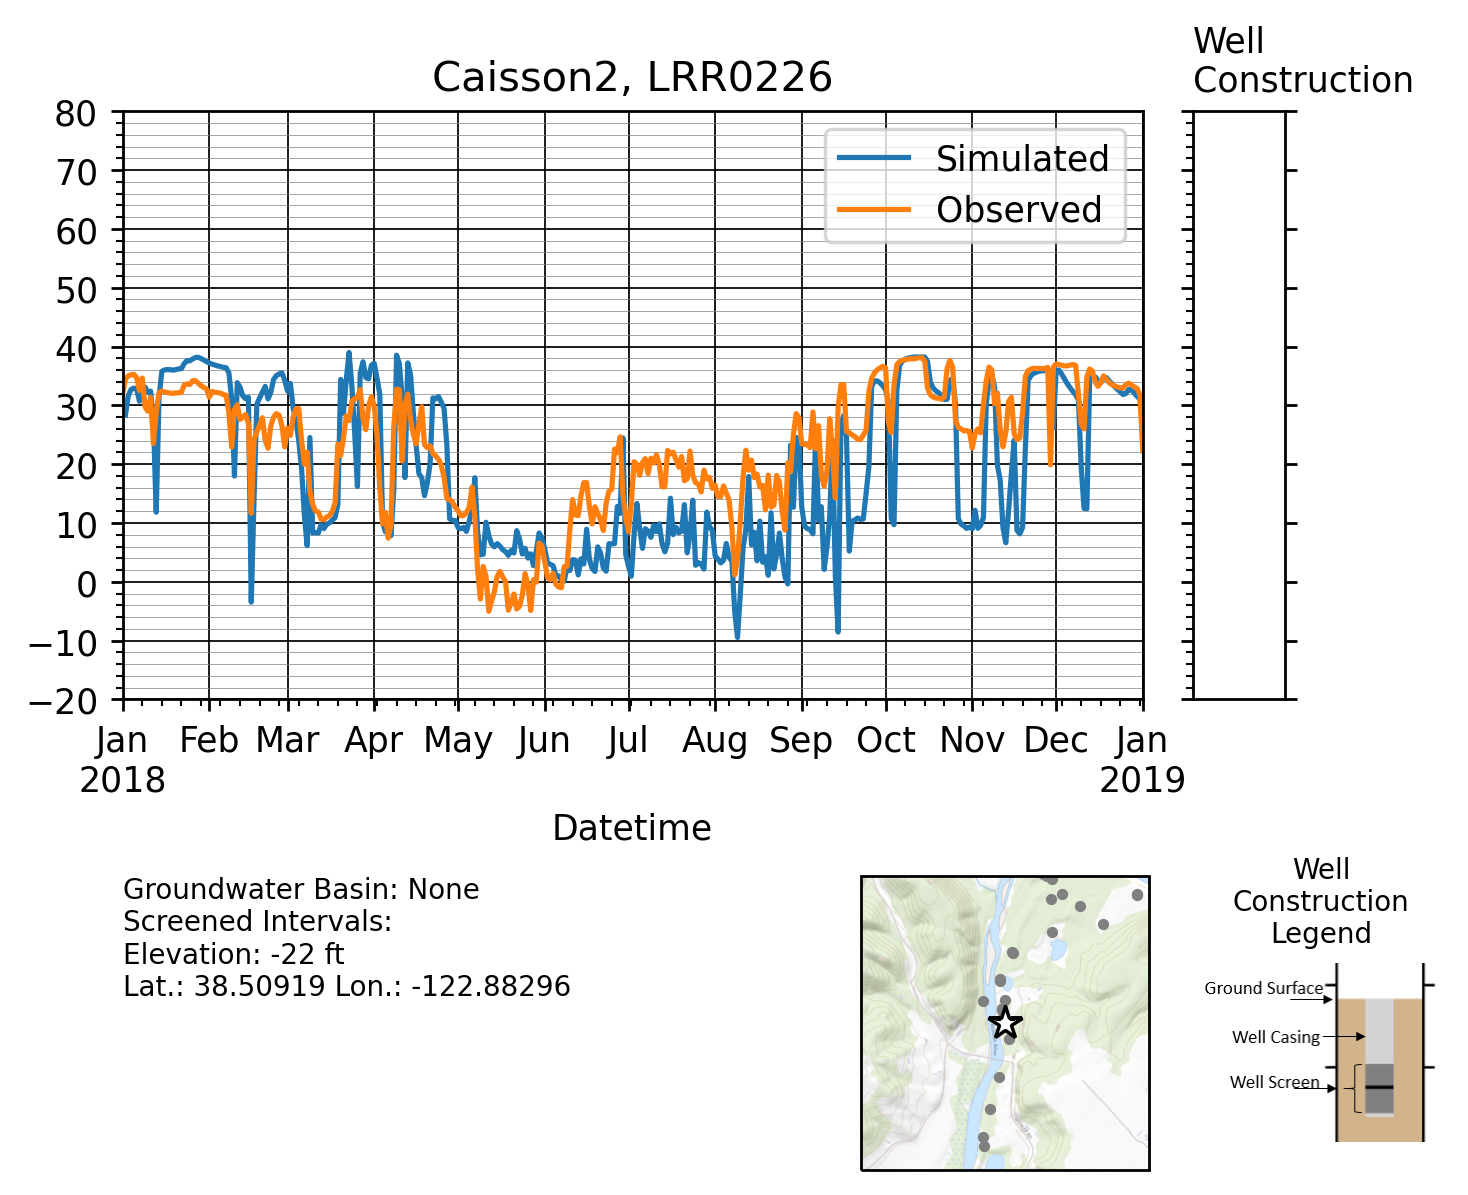 Well
Construction
Caisson2, LRR0226
80
70
60
50
40
30
20
10
0
−10
−20
Simulated
Observed
Jan Feb Mar Apr May Jun Jul Aug Sep Oct Nov Dec Jan
2018 2019
Datetime
Groundwater Basin: None
Screened Intervals:
Elevation: -22 ft
Lat.: 38.50919 Lon.: -122.88296
Well
Construction
Legend
Ground Surface
Well Casing
Well Screen